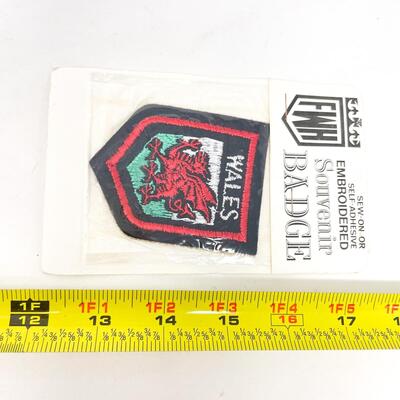 FWH
SEW-ON OR
SELF-ADHESIVE
EMBROIDERED
Souvenir
BADGE
WALES
1F 1F1 1F2 1F3 1F4 1F5 1
12 13 14 15 16 17